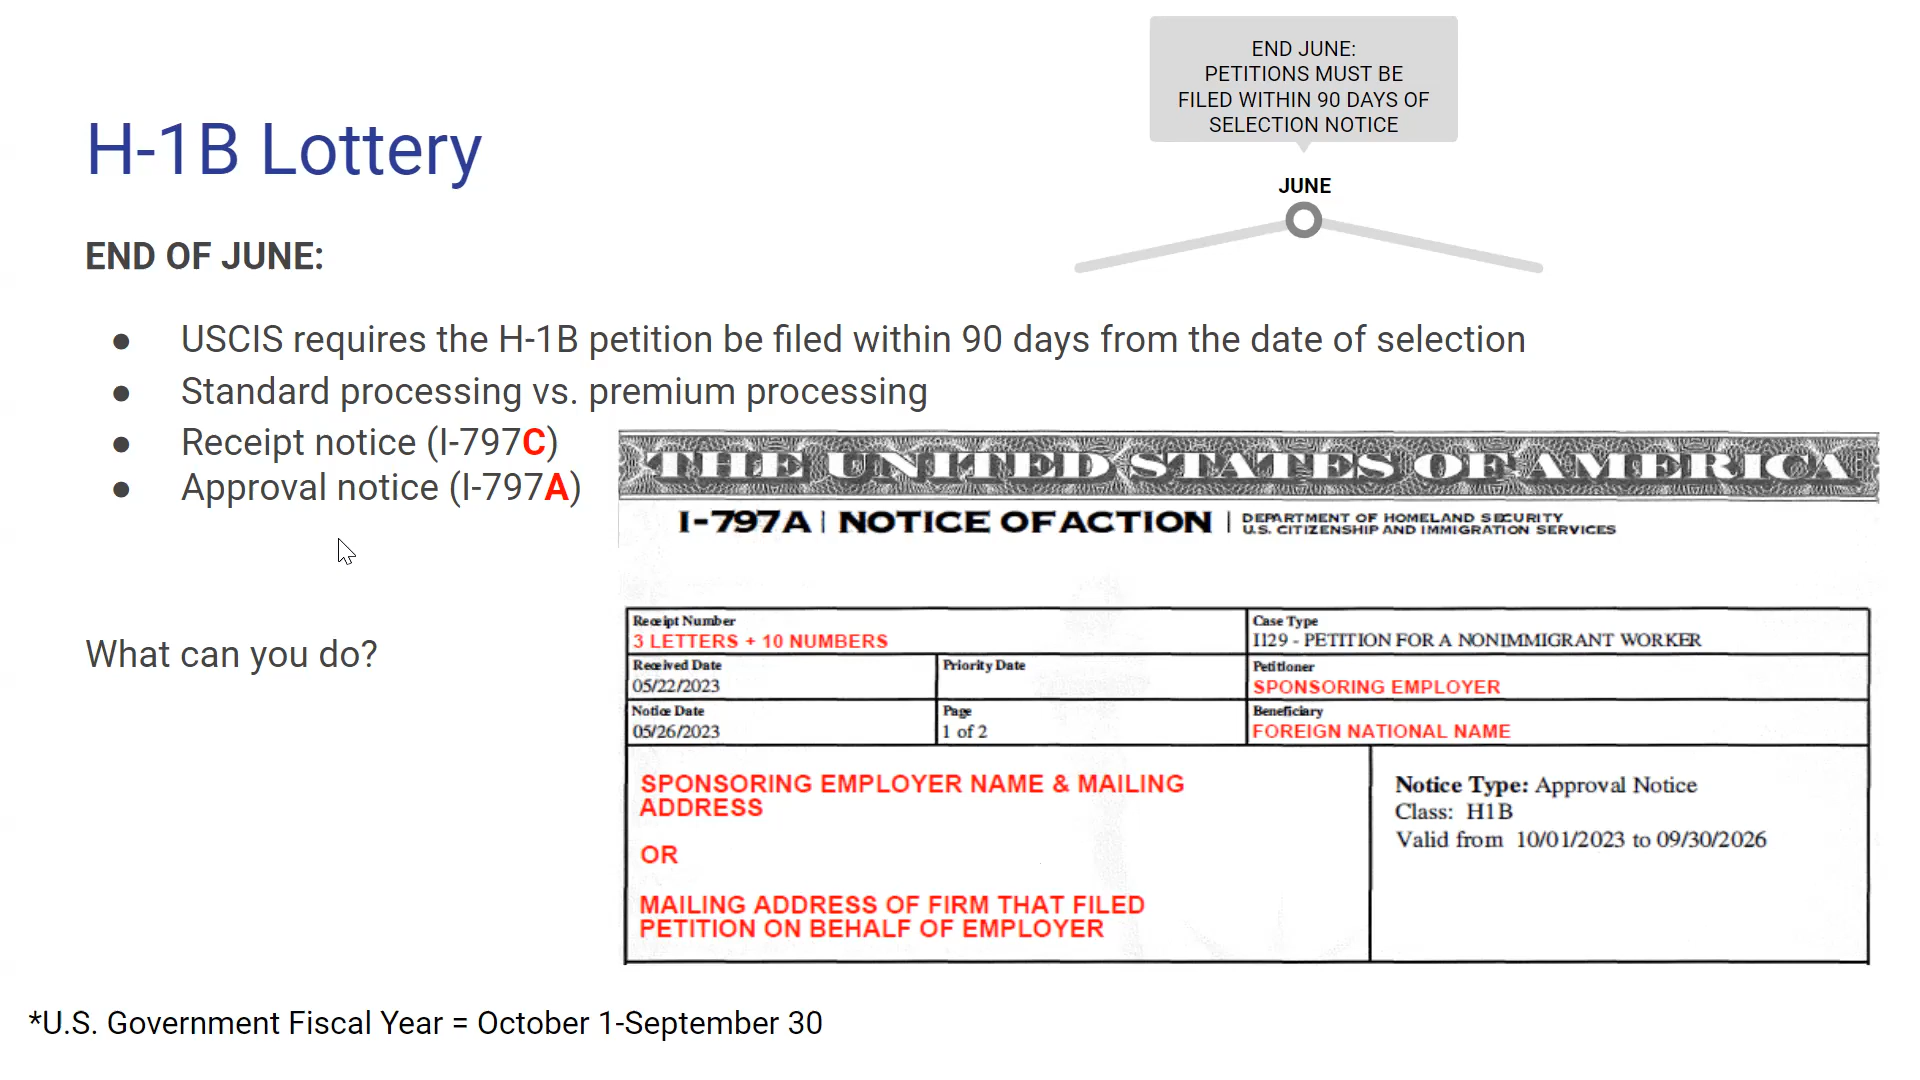 END JUNE:
PETITIONS MUST BE
FILED WITHIN 90 DAYS OF
SELECTION NOTICE
JUNE
H-1B Lottery
END OF JUNE:
● USCIS requires the H-1B petition be filed within 90 days from the date of selection
● Standard processing vs. premium processing
● Receipt notice (I-797C)
● Approval notice (I-797A)
What can you do?
THE UNITED STATES OF AMERICA
I-797A | NOTICE OF ACTION | DEPARTMENT OF HOMELAND SECURITY
U.S. CITIZENSHIP AND IMMIGRATION SERVICES
Receipt Number
3 LETTERS + 10 NUMBERS
Case Type
I129 - PETITION FOR A NONIMMIGRANT WORKER
Received Date
05/22/2023
Priority Date
Petitioner
SPONSORING EMPLOYER
Notice Date
05/26/2023
Page
1 of 2
Beneficiary
FOREIGN NATIONAL NAME
SPONSORING EMPLOYER NAME & MAILING
ADDRESS
OR
MAILING ADDRESS OF FIRM THAT FILED
PETITION ON BEHALF OF EMPLOYER
Notice Type: Approval Notice
Class: H1B
Valid from 10/01/2023 to 09/30/2026
*U.S. Government Fiscal Year = October 1-September 30